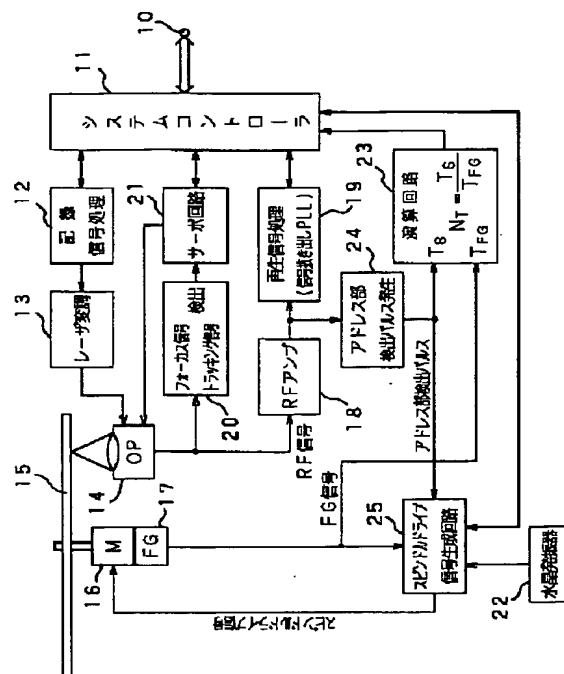 10
11
システムコントローラ
12
記録
信号処理
13
レーザ変調
21
サーボ回路
フォーカス信号
トラッキング信号
検出
20
19
再生信号処理
(信号抜き出しPLL)
RFアンプ
18
RF信号
24
アドレス部
検出パルス発生
アドレス部検出パルス
23
演算回路
T8
NT=TG/TFG
TFG
15
OP
14
M
16
FG
17
FG信号
25
スピンドルドライブ
信号生成回路
スピンドルドライブ信号
水晶発振器
22